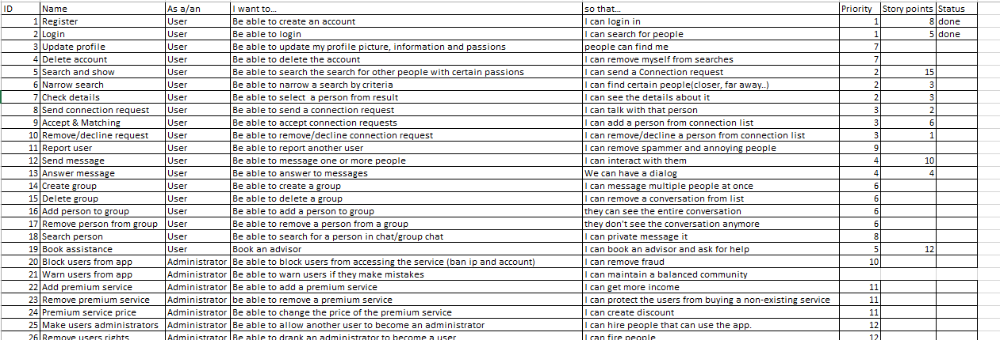 ID Name As a/an I want to... so that... Priority Story points Status
1 Register User Be able to create an account I can login in 1 8 done
2 Login User Be able to login I can search for people 1 5 done
3 Update profile User Be able to update my profile picture, information and passions people can find me 7
4 Delete account User Be able to delete the account I can remove myself from searches 7
5 Search and show User Be able to search the search for other people with certain passions I can send a Connection request 2 15
6 Narrow search User Be able to narrow a search by criteria I can find certain people(closer, far away..) 2 3
7 Check details User Be able to select a person from result I can see the details about it 2 3
8 Send connection request User Be able to send a connection request I can talk with that person 3 2
9 Accept & Matching User Be able to accept connection requests I can add a person from connection list 3 6
10 Remove/decline request User Be able to remove/decline connection request I can remove/decline a person from connection list 3 1
11 Report user User Be able to report another user I can remove spammer and annoying people 9
12 Send message User Be able to message one or more people I can interact with them 4 10
13 Answer message User Be able to answer to messages We can have a dialog 4 4
14 Create group User Be able to create a group I can message multiple people at once 6
15 Delete group User Be able to delete a group I can remove a conversation from list 6
16 Add person to group User Be able to add a person to group they can see the entire conversation 6
17 Remove person from group User Be able to remove a person from a group they don't see the conversation anymore 6
18 Search person User Be able to search for a person in chat/group chat I can private message it 8
19 Book assistance User Book an advisor I can book an advisor and ask for help 5 12
20 Block users from app Administrator Be able to block users from accessing the service (ban ip and account) I can remove fraud 10
21 Warn users from app Administrator Be able to warn users if they make mistakes I can maintain a balanced community
22 Add premium service Administrator Be able to add a premium service I can get more income 11
23 Remove premium service Administrator be able to remove a premium service I can protect the users from buying a non-existing service 11
24 Premium service price Administrator Be able to change the price of the premium service I can create discount 11
25 Make users administrators Administrator Be able to allow another user to become an administrator I can hire people that can use the app. 12
26 Remove users rights Administrator Be able to drank an administrator to become a user I can fire people 12